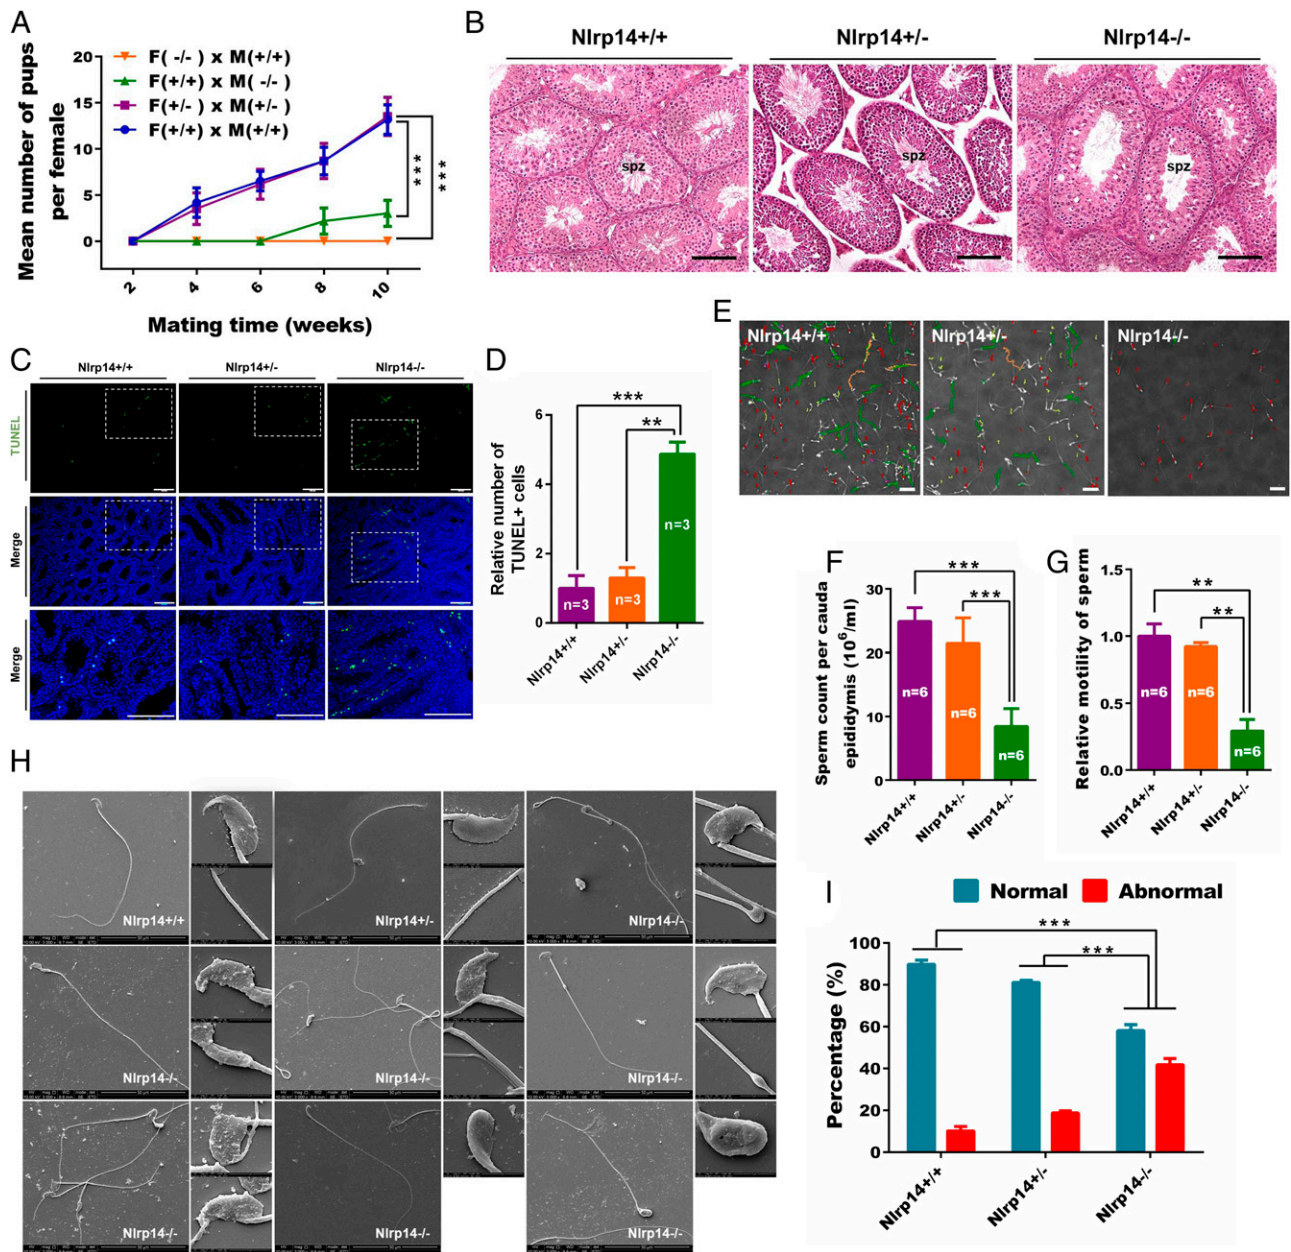 A
20
15
10
5
0
Mean number of pups
per female
F( -/- ) x M(+/+)
F(+/+) x M( -/- )
F(+/-) x M(+/- )
F(+/+) x M(+/+)
***
***
2
4
6
8
10
Mating time (weeks)
B
Nlrp14+/+
Nlrp14+/-
Nlrp14-/-
spz
spz
spz
C
Nlrp14+/+
Nlrp14+/-
Nlrp14-/-
TUNEL
Merge
Merge
D
Relative number of
TUNEL+ cells
6
4
2
0
***
**
n=3
n=3
n=3
Nlrp14+/+
Nlrp14+/-
Nlrp14-/-
E
Nlrp14+/+
Nlrp14+/-
Nlrp14-/-
F
Sperm count per cauda
epididymis (10⁶/ml)
30
20
10
0
***
***
n=6
n=6
n=6
Nlrp14+/+
Nlrp14+/-
Nlrp14-/-
G
Relative motility of sperm
1.5
1.0
0.5
0.0
**
**
n=6
n=6
n=6
Nlrp14+/+
Nlrp14+/-
Nlrp14-/-
H
Nlrp14+/+
Nlrp14+/-
Nlrp14-/-
Nlrp14-/-
Nlrp14-/-
Nlrp14-/-
Nlrp14-/-
Nlrp14-/-
Nlrp14-/-
I
Normal
Abnormal
Percentage (%)
100
80
60
40
20
0
***
***
Nlrp14+/+
Nlrp14+/-
Nlrp14-/-